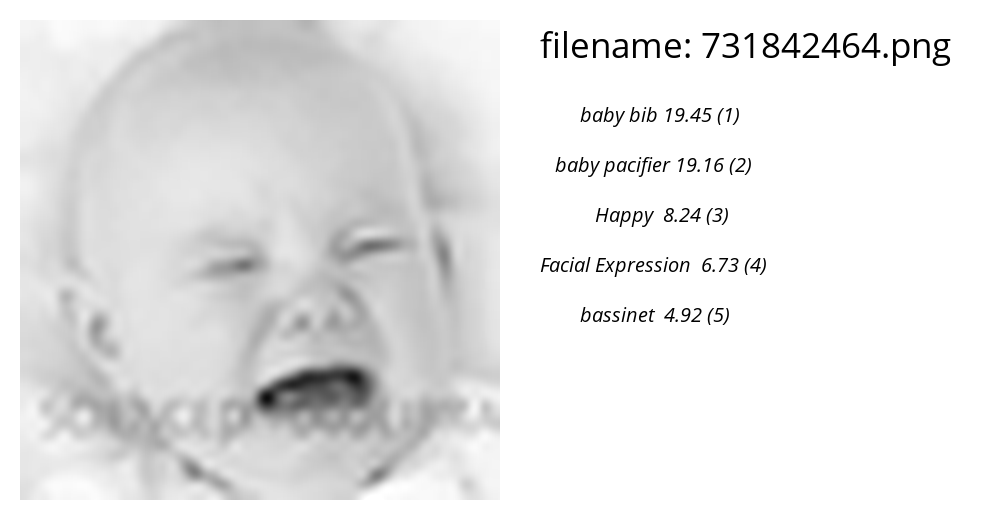 filename: 731842464.png
baby bib 19.45 (1)
baby pacifier 19.16 (2)
Happy 8.24 (3)
Facial Expression 6.73 (4)
bassinet 4.92 (5)